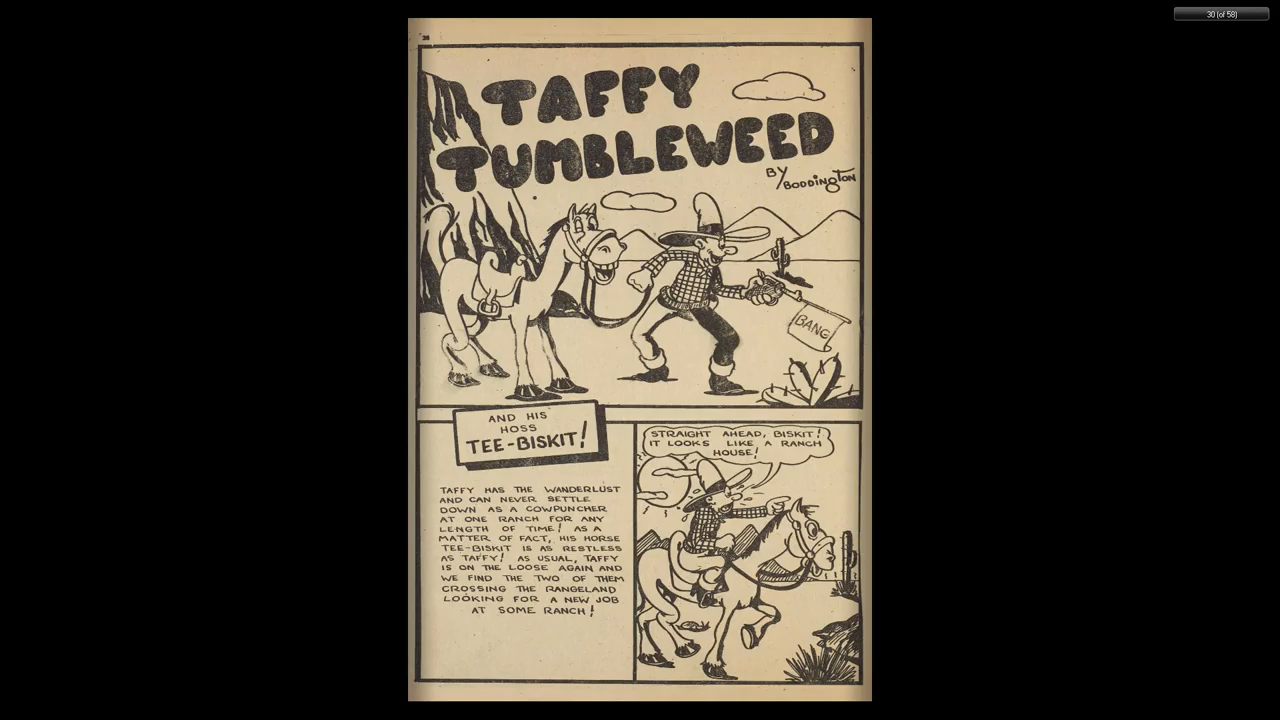 30 (of 58)
TAFFY
TUMBLEWEED
BY
BODDINGTON
BANG
AND HIS
HOSS
TEE-BISKIT!
TAFFY HAS THE WANDERLUST
AND CAN NEVER SETTLE
DOWN AS A COWPUNCHER
AT ONE RANCH FOR ANY
LENGTH OF TIME! AS A
MATTER OF FACT, HIS HORSE
TEE-BISKIT IS AS RESTLESS
AS TAFFY! AS USUAL, TAFFY
IS ON THE LOOSE AGAIN, AND
WE FIND THE TWO OF THEM
CROSSING THE RANGELAND
LOOKING FOR A NEW JOB
AT SOME RANCH!
STRAIGHT AHEAD, BISKIT!
IT LOOKS LIKE A RANCH
HOUSE!